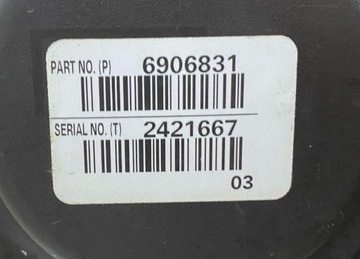 PART NO. (P) 6906831
SERIAL NO. (T) 2421667
03